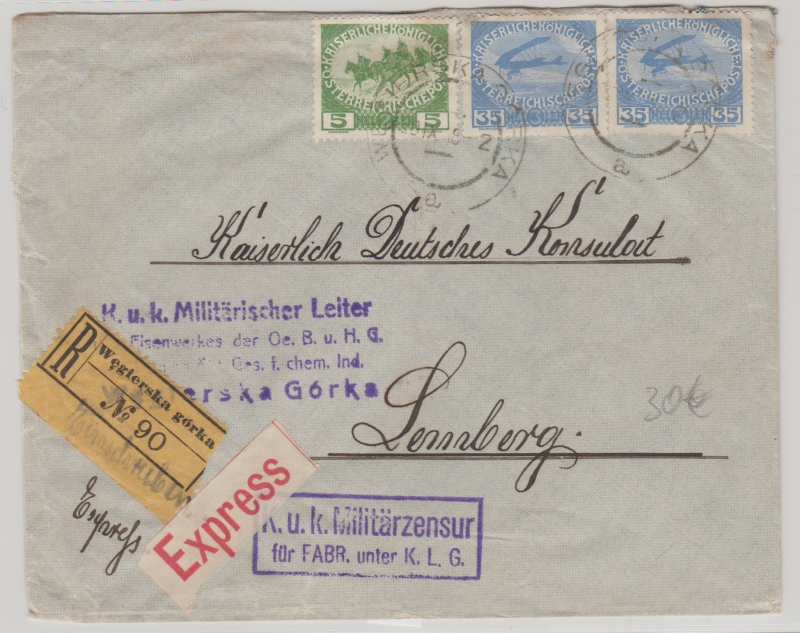 KAISERLICHE KÖNIGLICHE
ÖSTERREICHISCHE POST
5 2 5
KAISERLICHE KÖNIGLICHE
ÖSTERREICHISCHE POST
35 3 35
KAISERLICHE KÖNIGLICHE
ÖSTERREICHISCHE POST
35 3 35
a
a
Kaiserlich Deutsches Konsulat
K. u. k. Militärischer Leiter
Eisenwerkes der Oe. B. u. H. G.
Ges. f. chem. Ind.
erska Górka
R
Węgierska górka
№ 90
30€
Lemberg.
Express
Express
K. u. k. Militärzensur
für FABR. unter K. L. G.